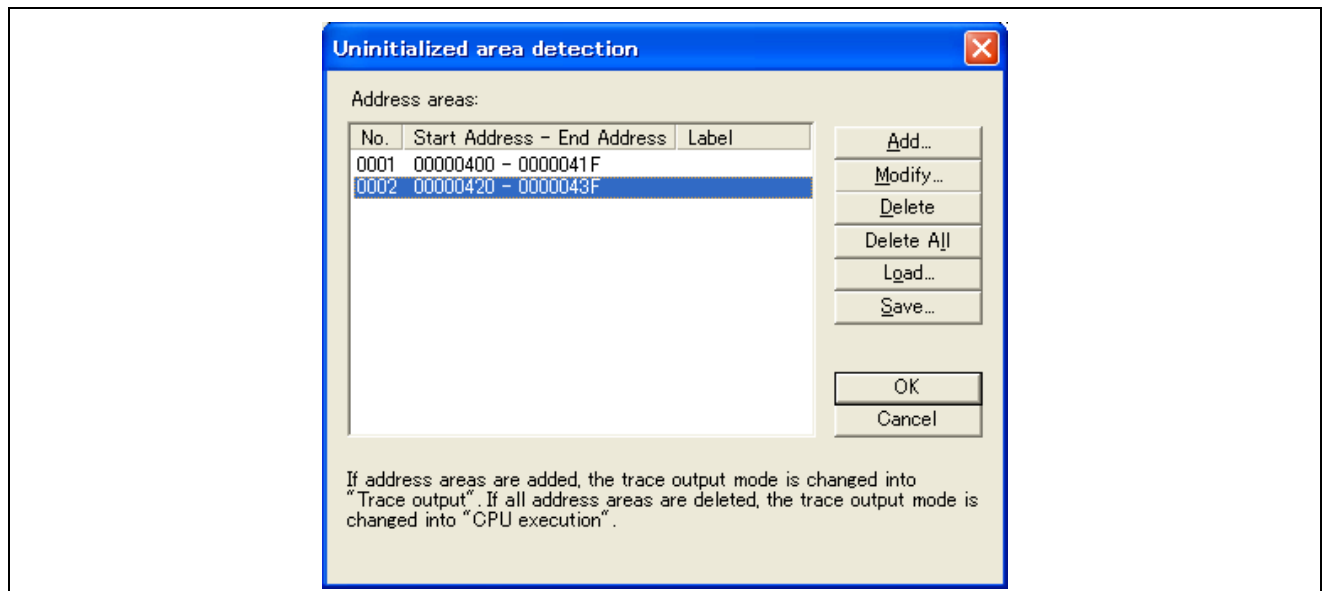 Uninitialized area detection
Address areas:
No. Start Address - End Address Label
0001 00000400 - 0000041F
0002 00000420 - 0000043F
Add...
Modify...
Delete
Delete All
Load...
Save...
OK
Cancel
If address areas are added, the trace output mode is changed into
"Trace output". If all address areas are deleted, the trace output mode is
changed into "CPU execution".